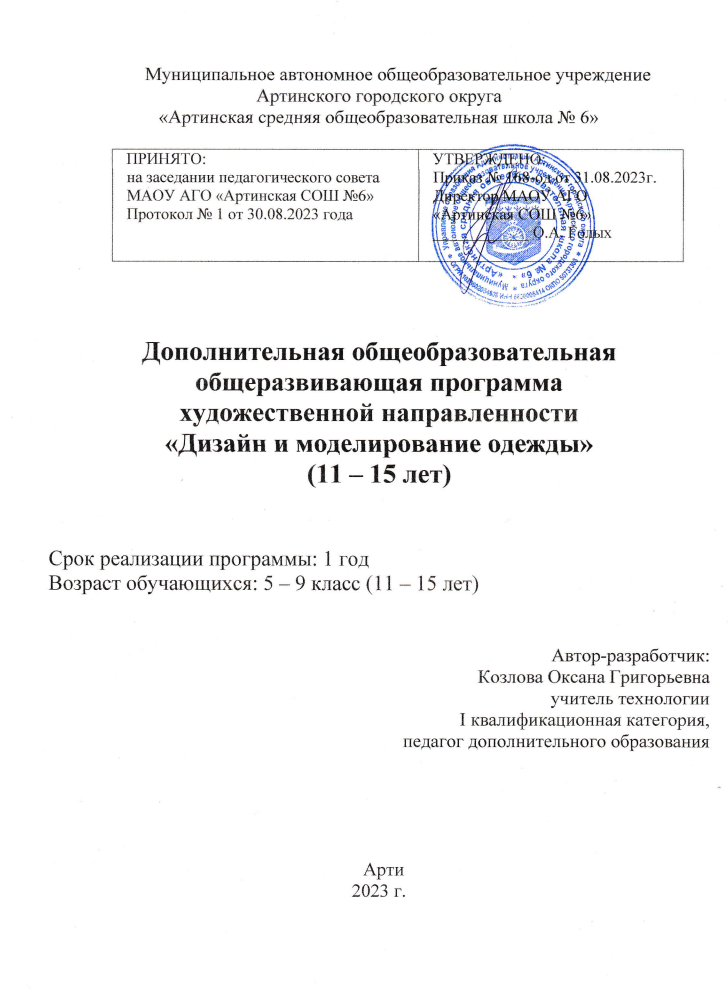 Муниципальное автономное общеобразовательное учреждение
Артинского городского округа
«Артинская средняя общеобразовательная школа № 6»
ПРИНЯТО:
на заседании педагогического совета
МАОУ АГО «Артинская СОШ №6»
Протокол № 1 от 30.08.2023 года
УТВЕРЖДЕНО:
Приказ № 168-од от 31.08.2023г.
Директор МАОУ АГО
«Артинская СОШ №6»
О.А. Голых
Дополнительная общеобразовательная
общеразвивающая программа
художественной направленности
«Дизайн и моделирование одежды»
(11 – 15 лет)
Срок реализации программы: 1 год
Возраст обучающихся: 5 – 9 класс (11 – 15 лет)
Автор-разработчик:
Козлова Оксана Григорьевна
учитель технологии
I квалификационная категория,
педагог дополнительного образования
Арти
2023 г.